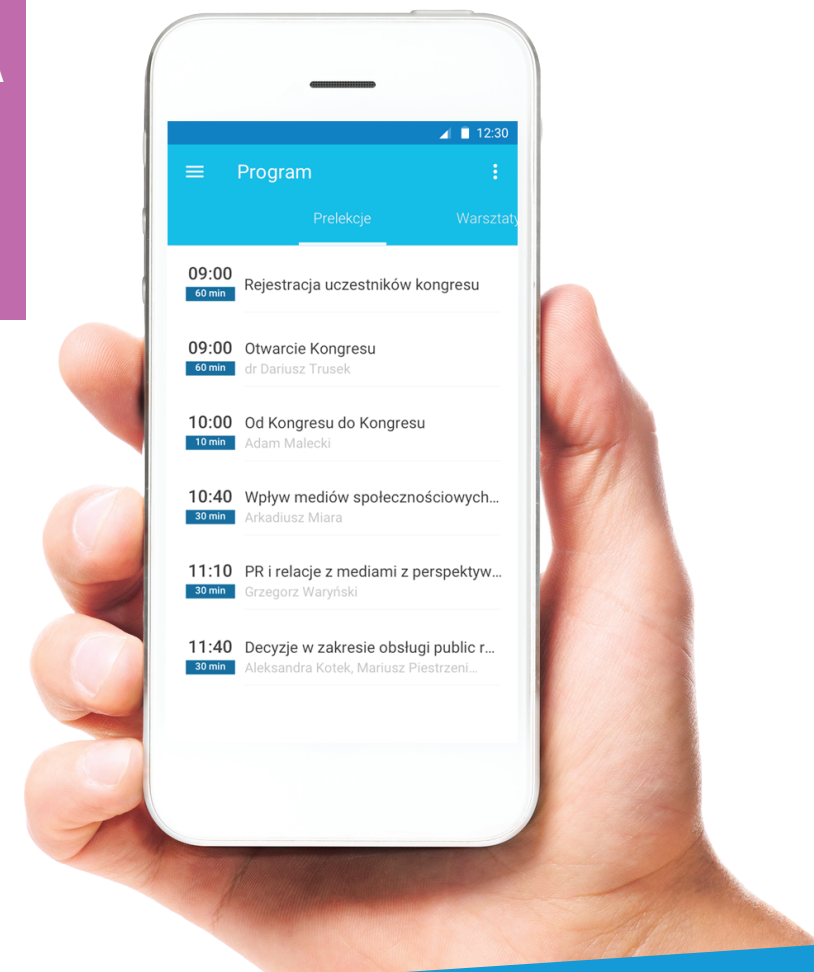 A
12:30
Program
Prelekcje Warsztaty
09:00 Rejestracja uczestników kongresu
60 min
09:00 Otwarcie Kongresu
60 min dr Dariusz Trusek
10:00 Od Kongresu do Kongresu
10 min Adam Malecki
10:40 Wpływ mediów społecznościowych...
30 min Arkadiusz Miara
11:10 PR i relacje z mediami z perspektyw...
30 min Grzegorz Waryński
11:40 Decyzje w zakresie obsługi public r...
30 min Aleksandra Kotek, Mariusz Piestrzeni...